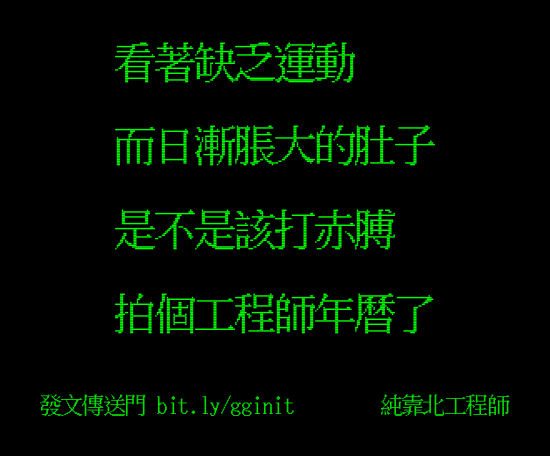 看著缺乏運動
而日漸脹大的肚子
是不是該打赤膊
拍個工程師年曆了
發文傳送門 bit.ly/gginit 純靠北工程師